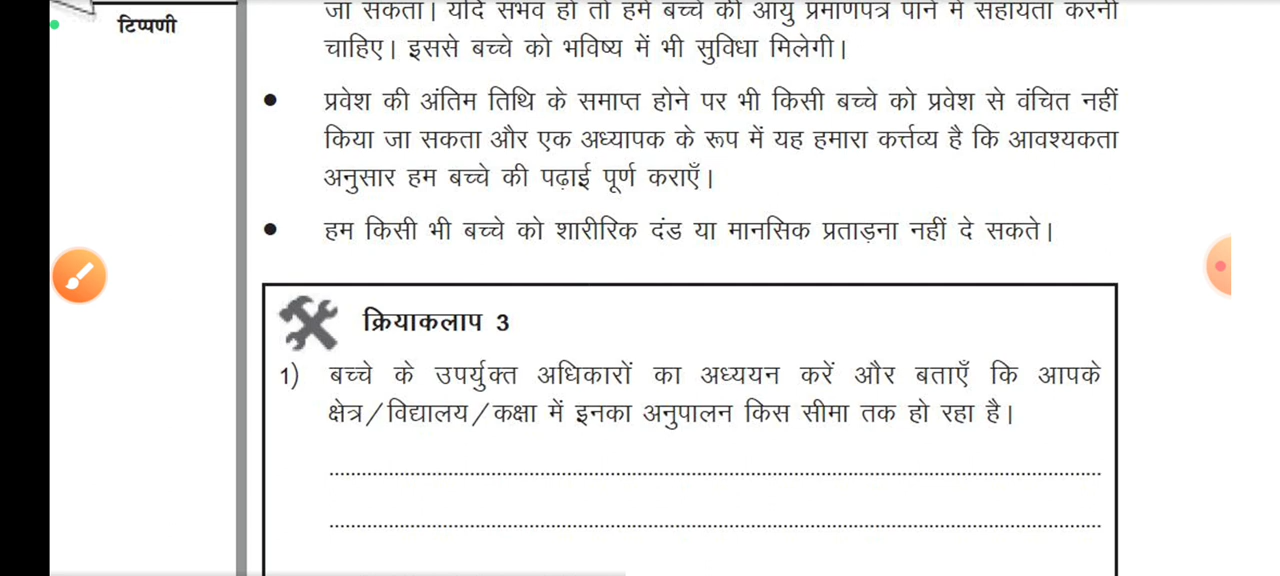 टिप्पणी
जा सकता। यदि संभव हो तो हमें बच्चे की आयु प्रमाणपत्र पाने में सहायता करनी
चाहिए। इससे बच्चे को भविष्य में भी सुविधा मिलेगी।
• प्रवेश की अंतिम तिथि के समाप्त होने पर भी किसी बच्चे को प्रवेश से वंचित नहीं
किया जा सकता और एक अध्यापक के रूप में यह हमारा कर्त्तव्य है कि आवश्यकता
अनुसार हम बच्चे की पढ़ाई पूर्ण कराएँ।
• हम किसी भी बच्चे को शारीरिक दंड या मानसिक प्रताड़ना नहीं दे सकते।
क्रियाकलाप 3
1) बच्चे के उपर्युक्त अधिकारों का अध्ययन करें और बताएँ कि आपके
क्षेत्र/विद्यालय/कक्षा में इनका अनुपालन किस सीमा तक हो रहा है।